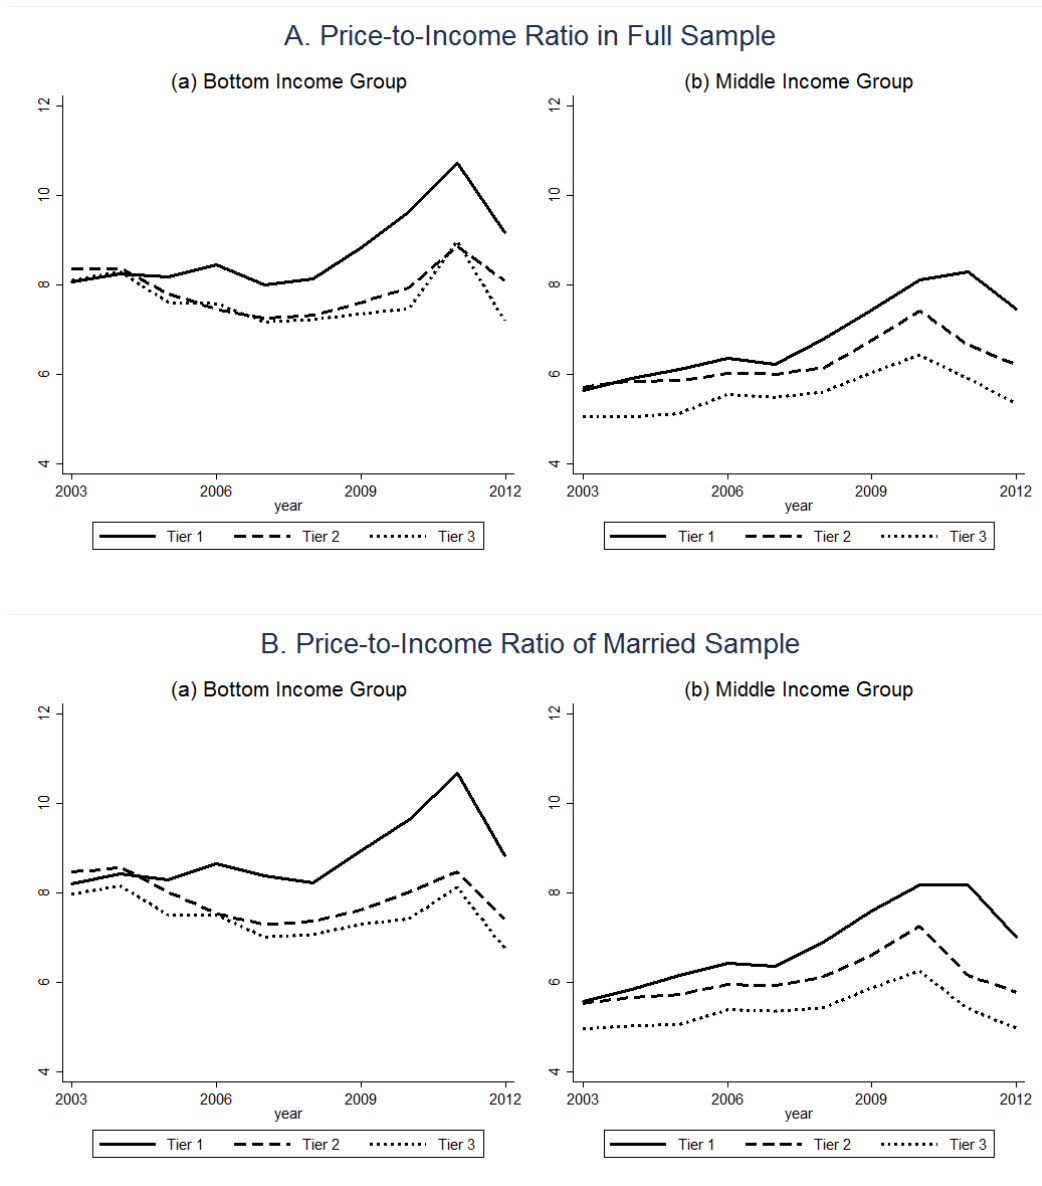 A. Price-to-Income Ratio in Full Sample
(a) Bottom Income Group
12
10
8
6
4
2003 2006 2009 2012
year
Tier 1 Tier 2 Tier 3
(b) Middle Income Group
12
10
8
6
4
2003 2006 2009 2012
year
Tier 1 Tier 2 Tier 3
B. Price-to-Income Ratio of Married Sample
(a) Bottom Income Group
12
10
8
6
4
2003 2006 2009 2012
year
Tier 1 Tier 2 Tier 3
(b) Middle Income Group
12
10
8
6
4
2003 2006 2009 2012
year
Tier 1 Tier 2 Tier 3